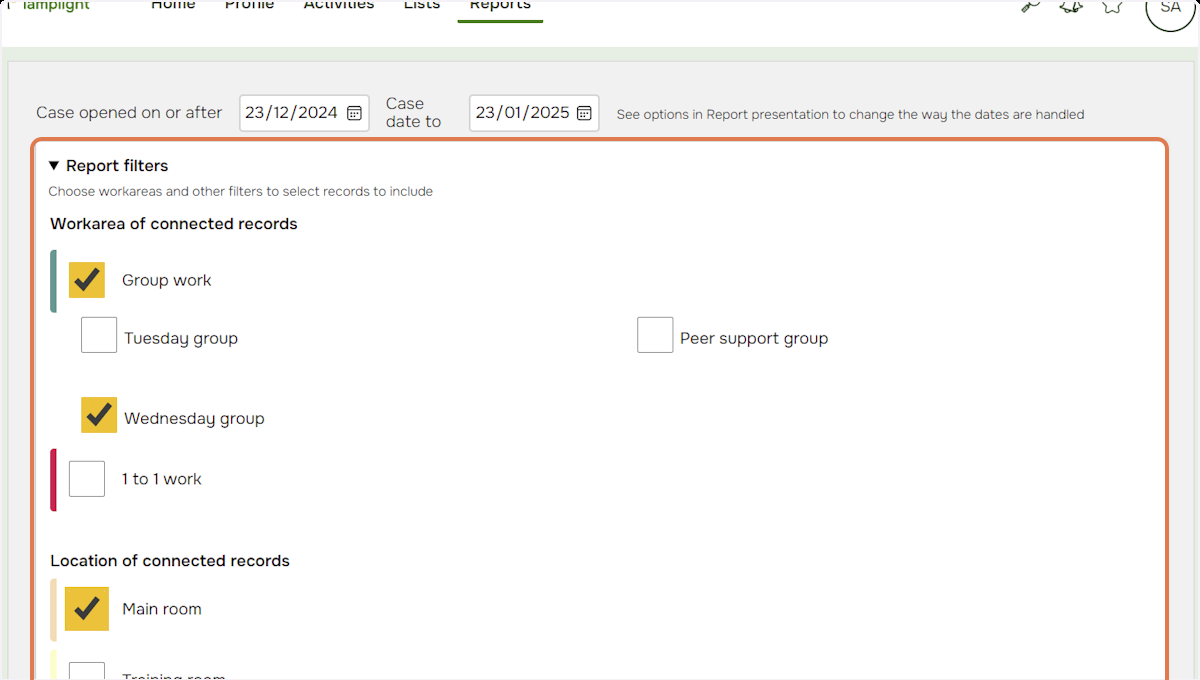 lamplight Home Profile Activities Lists Reports SA
Case opened on or after 23/12/2024 Case date to 23/01/2025 See options in Report presentation to change the way the dates are handled
Report filters
Choose workareas and other filters to select records to include
Workarea of connected records
Group work
Tuesday group Peer support group
Wednesday group
1 to 1 work
Location of connected records
Main room
Training room